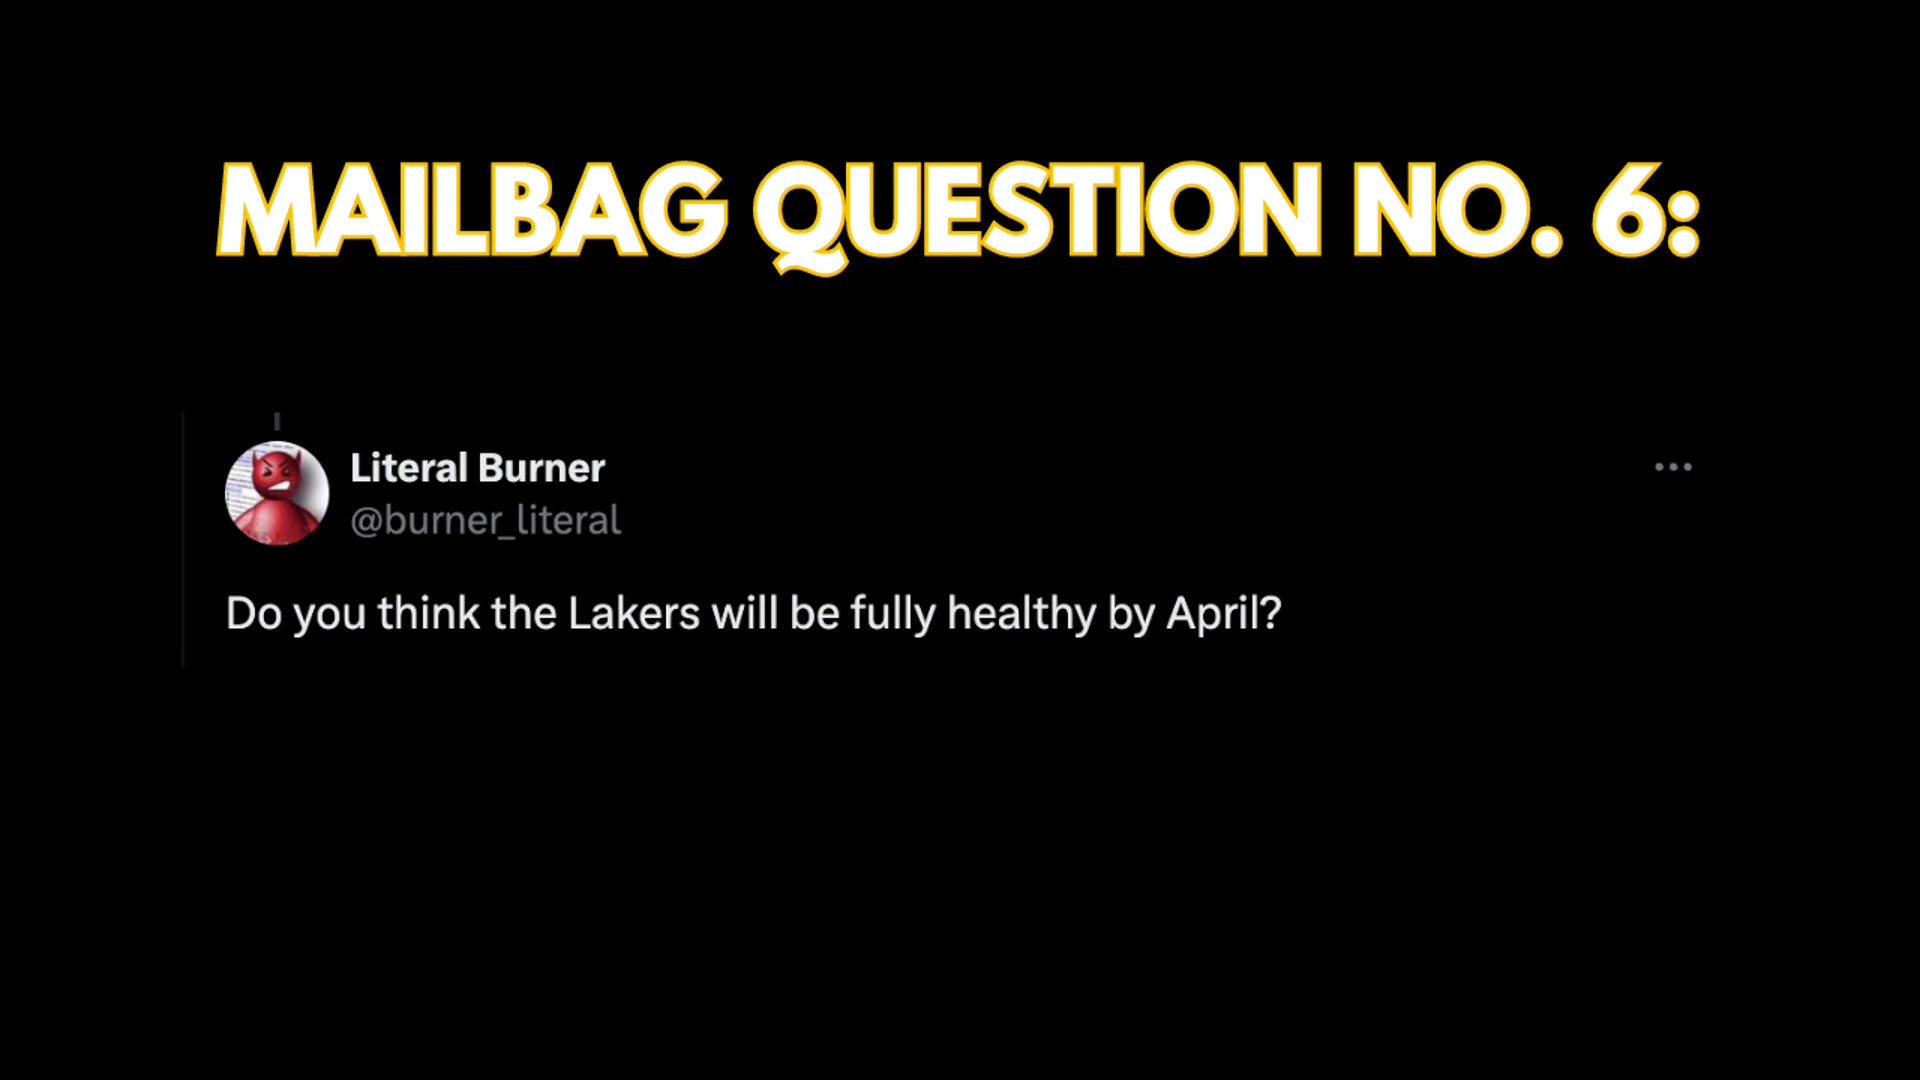 MAILBAG QUESTION NO. 6:
Literal Burner
@burner_literal
Do you think the Lakers will be fully healthy by April?